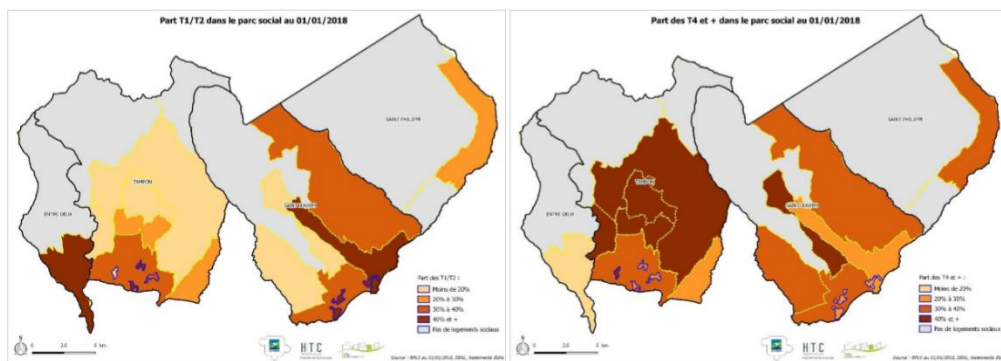 Part T1/T2 dans le parc social au 01/01/2018
SAINT PHILIPPE
TAMPON
ENTRE DEUX
Part des T1/T2 :
Moins de 20%
20% à 30%
30% à 40%
40% et +
Pas de logements sociaux
0 2,5 5 km
HTC
Part des T4 et + dans le parc social au 01/01/2018
SAINT PHILIPPE
TAMPON
ENTRE DEUX
Part des T4 et + :
Moins de 20%
20% à 30%
30% à 40%
40% et +
Pas de logements sociaux
0 2,5 5 km
HTC